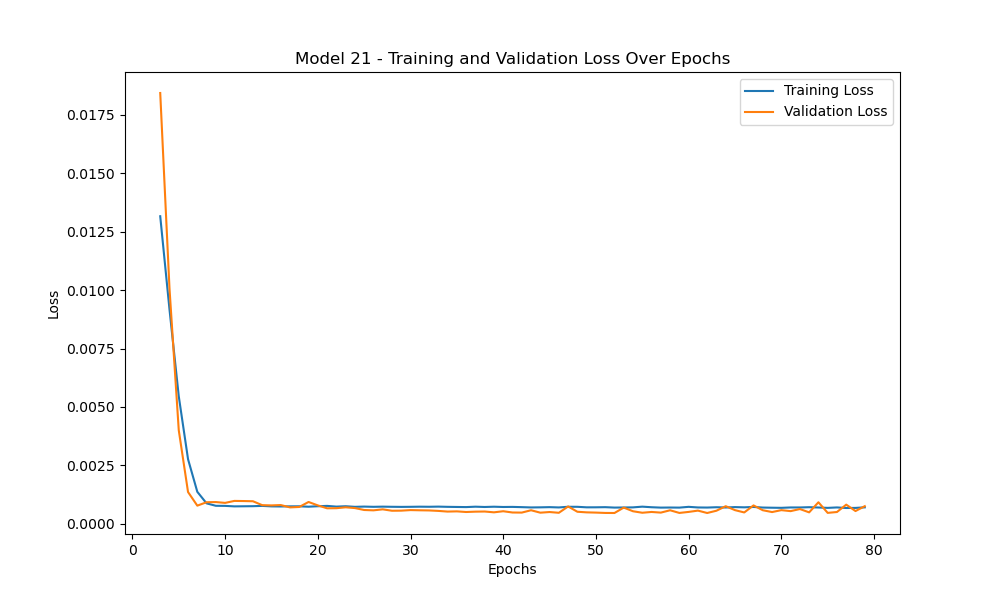 Model 21 - Training and Validation Loss Over Epochs
Training Loss
Validation Loss
0.0175
0.0150
0.0125
0.0100
0.0075
0.0050
0.0025
0.0000
Loss
0 10 20 30 40 50 60 70 80
Epochs